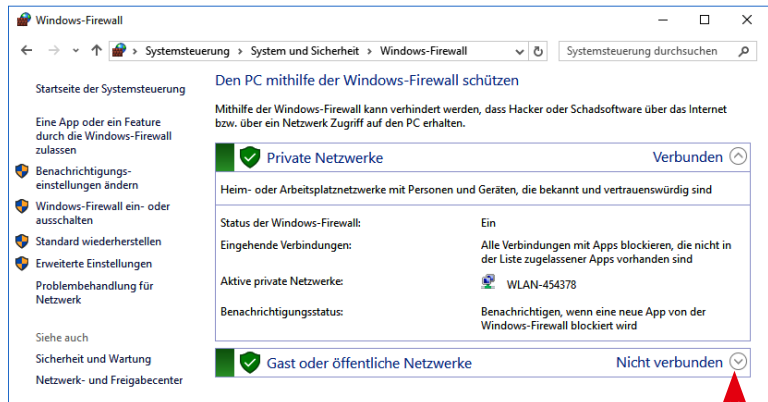 Windows-Firewall
Systemsteuerung > System und Sicherheit > Windows-Firewall
Systemsteuerung durchsuchen
Startseite der Systemsteuerung
Eine App oder ein Feature
durch die Windows-Firewall
zulassen
Benachrichtigungs-
einstellungen ändern
Windows-Firewall ein- oder
ausschalten
Standard wiederherstellen
Erweiterte Einstellungen
Problembehandlung für
Netzwerk
Siehe auch
Sicherheit und Wartung
Netzwerk- und Freigabecenter
Den PC mithilfe der Windows-Firewall schützen
Mithilfe der Windows-Firewall kann verhindert werden, dass Hacker oder Schadsoftware über das Internet
bzw. über ein Netzwerk Zugriff auf den PC erhalten.
Private Netzwerke Verbunden
Heim- oder Arbeitsplatznetzwerke mit Personen und Geräten, die bekannt und vertrauenswürdig sind
Status der Windows-Firewall: Ein
Eingehende Verbindungen: Alle Verbindungen mit Apps blockieren, die nicht in
der Liste zugelassener Apps vorhanden sind
Aktive private Netzwerke: WLAN-454378
Benachrichtigungsstatus: Benachrichtigen, wenn eine neue App von der
Windows-Firewall blockiert wird
Gast oder öffentliche Netzwerke Nicht verbunden